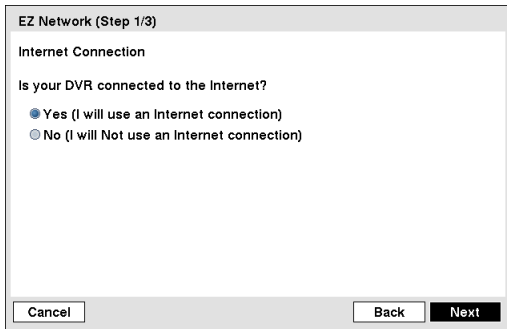 EZ Network (Step 1/3)
Internet Connection
Is your DVR connected to the Internet?
Yes (I will use an Internet connection)
No (I will Not use an Internet connection)
Cancel
Back
Next